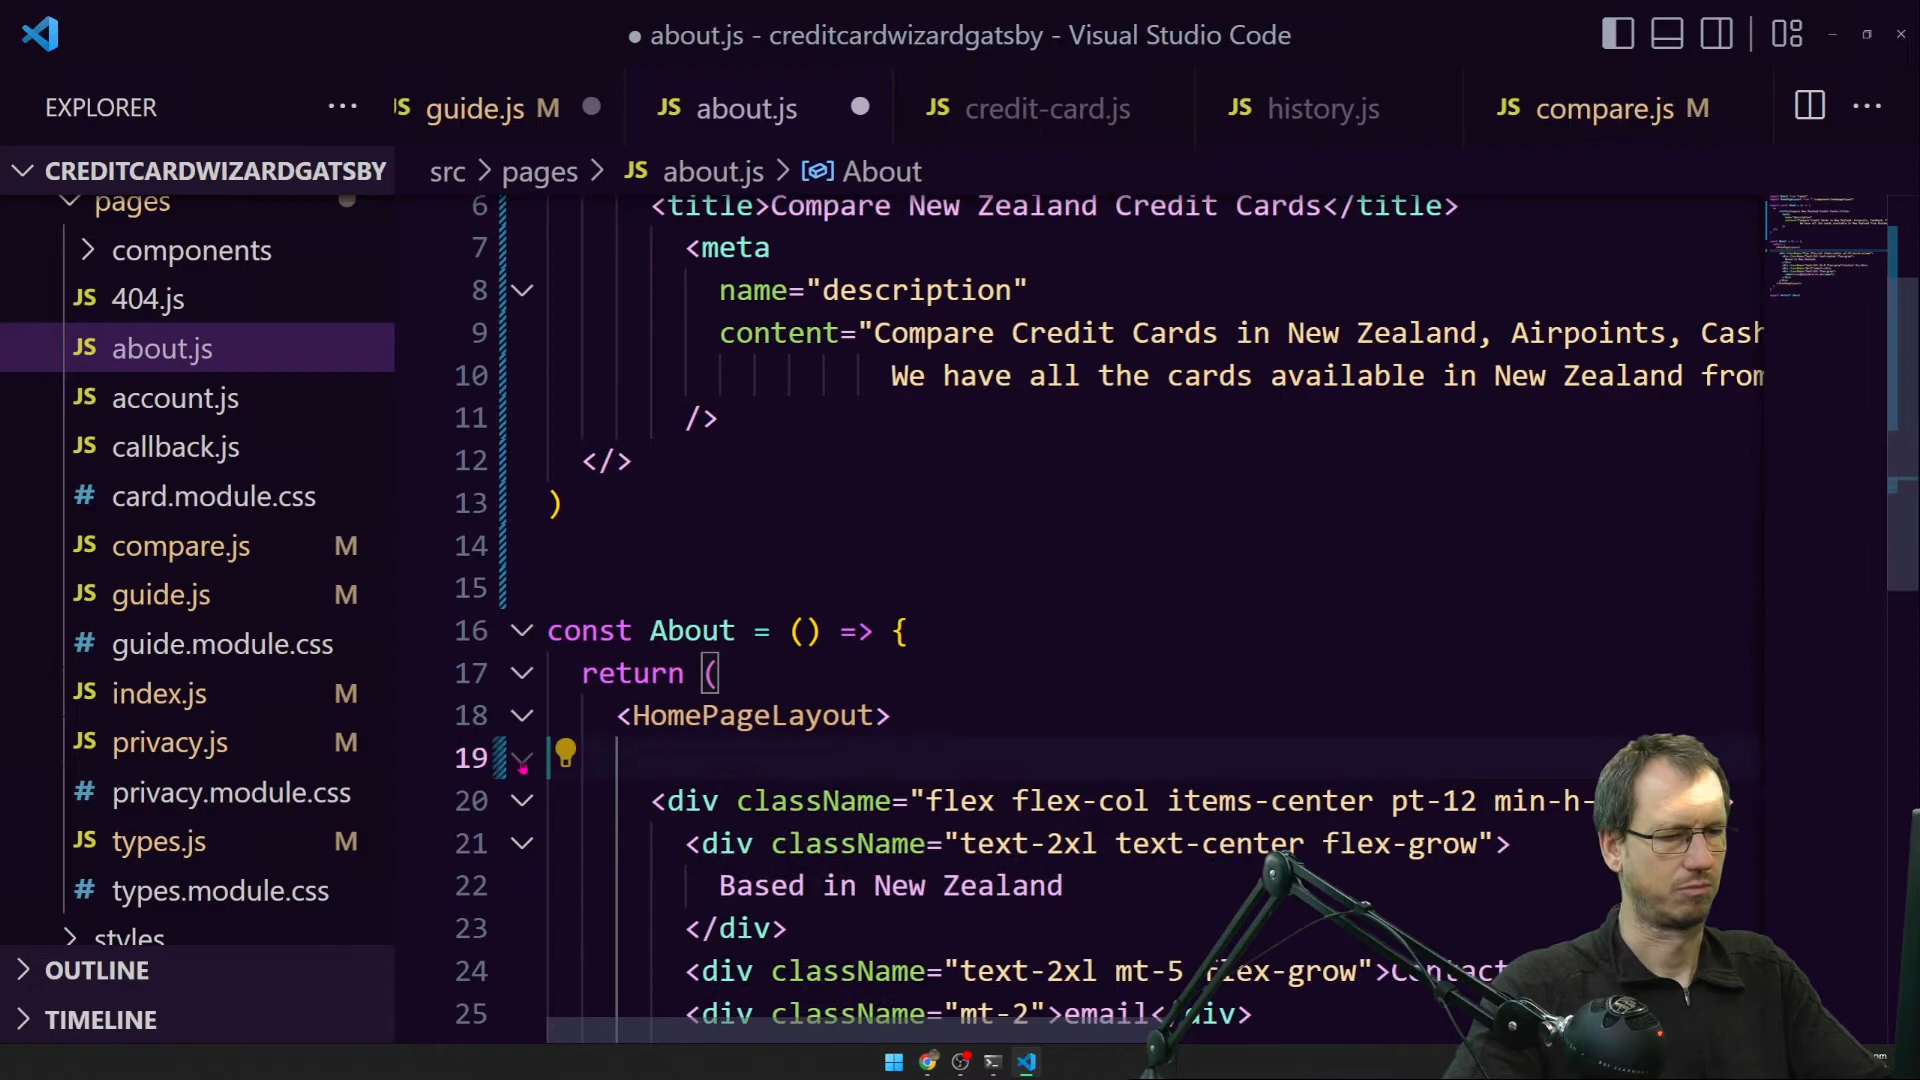 about.js - creditcardwizardgatsby - Visual Studio Code
EXPLORER
JS guide.js M
JS about.js
JS credit-card.js
JS history.js
JS compare.js M
CREDITCARDWIZARDGATSBY
src > pages > JS about.js > About
pages
components
JS 404.js
JS about.js
JS account.js
JS callback.js
# card.module.css
JS compare.js M
JS guide.js M
# guide.module.css
JS index.js M
JS privacy.js M
# privacy.module.css
JS types.js M
# types.module.css
styles
OUTLINE
TIMELINE
6 <title>Compare New Zealand Credit Cards</title>
7 <meta
8 name="description"
9 content="Compare Credit Cards in New Zealand, Airpoints, Cash
10 We have all the cards available in New Zealand from
11 />
12 </>
13 )
14
15
16 const About = () => {
17 return (
18 <HomePageLayout>
19
20 <div className="flex flex-col items-center pt-12 min-h-
21 <div className="text-2xl text-center flex-grow">
22 Based in New Zealand
23 </div>
24 <div className="text-2xl mt-5 flex-grow">Contact
25 <div className="mt-2">email</div>